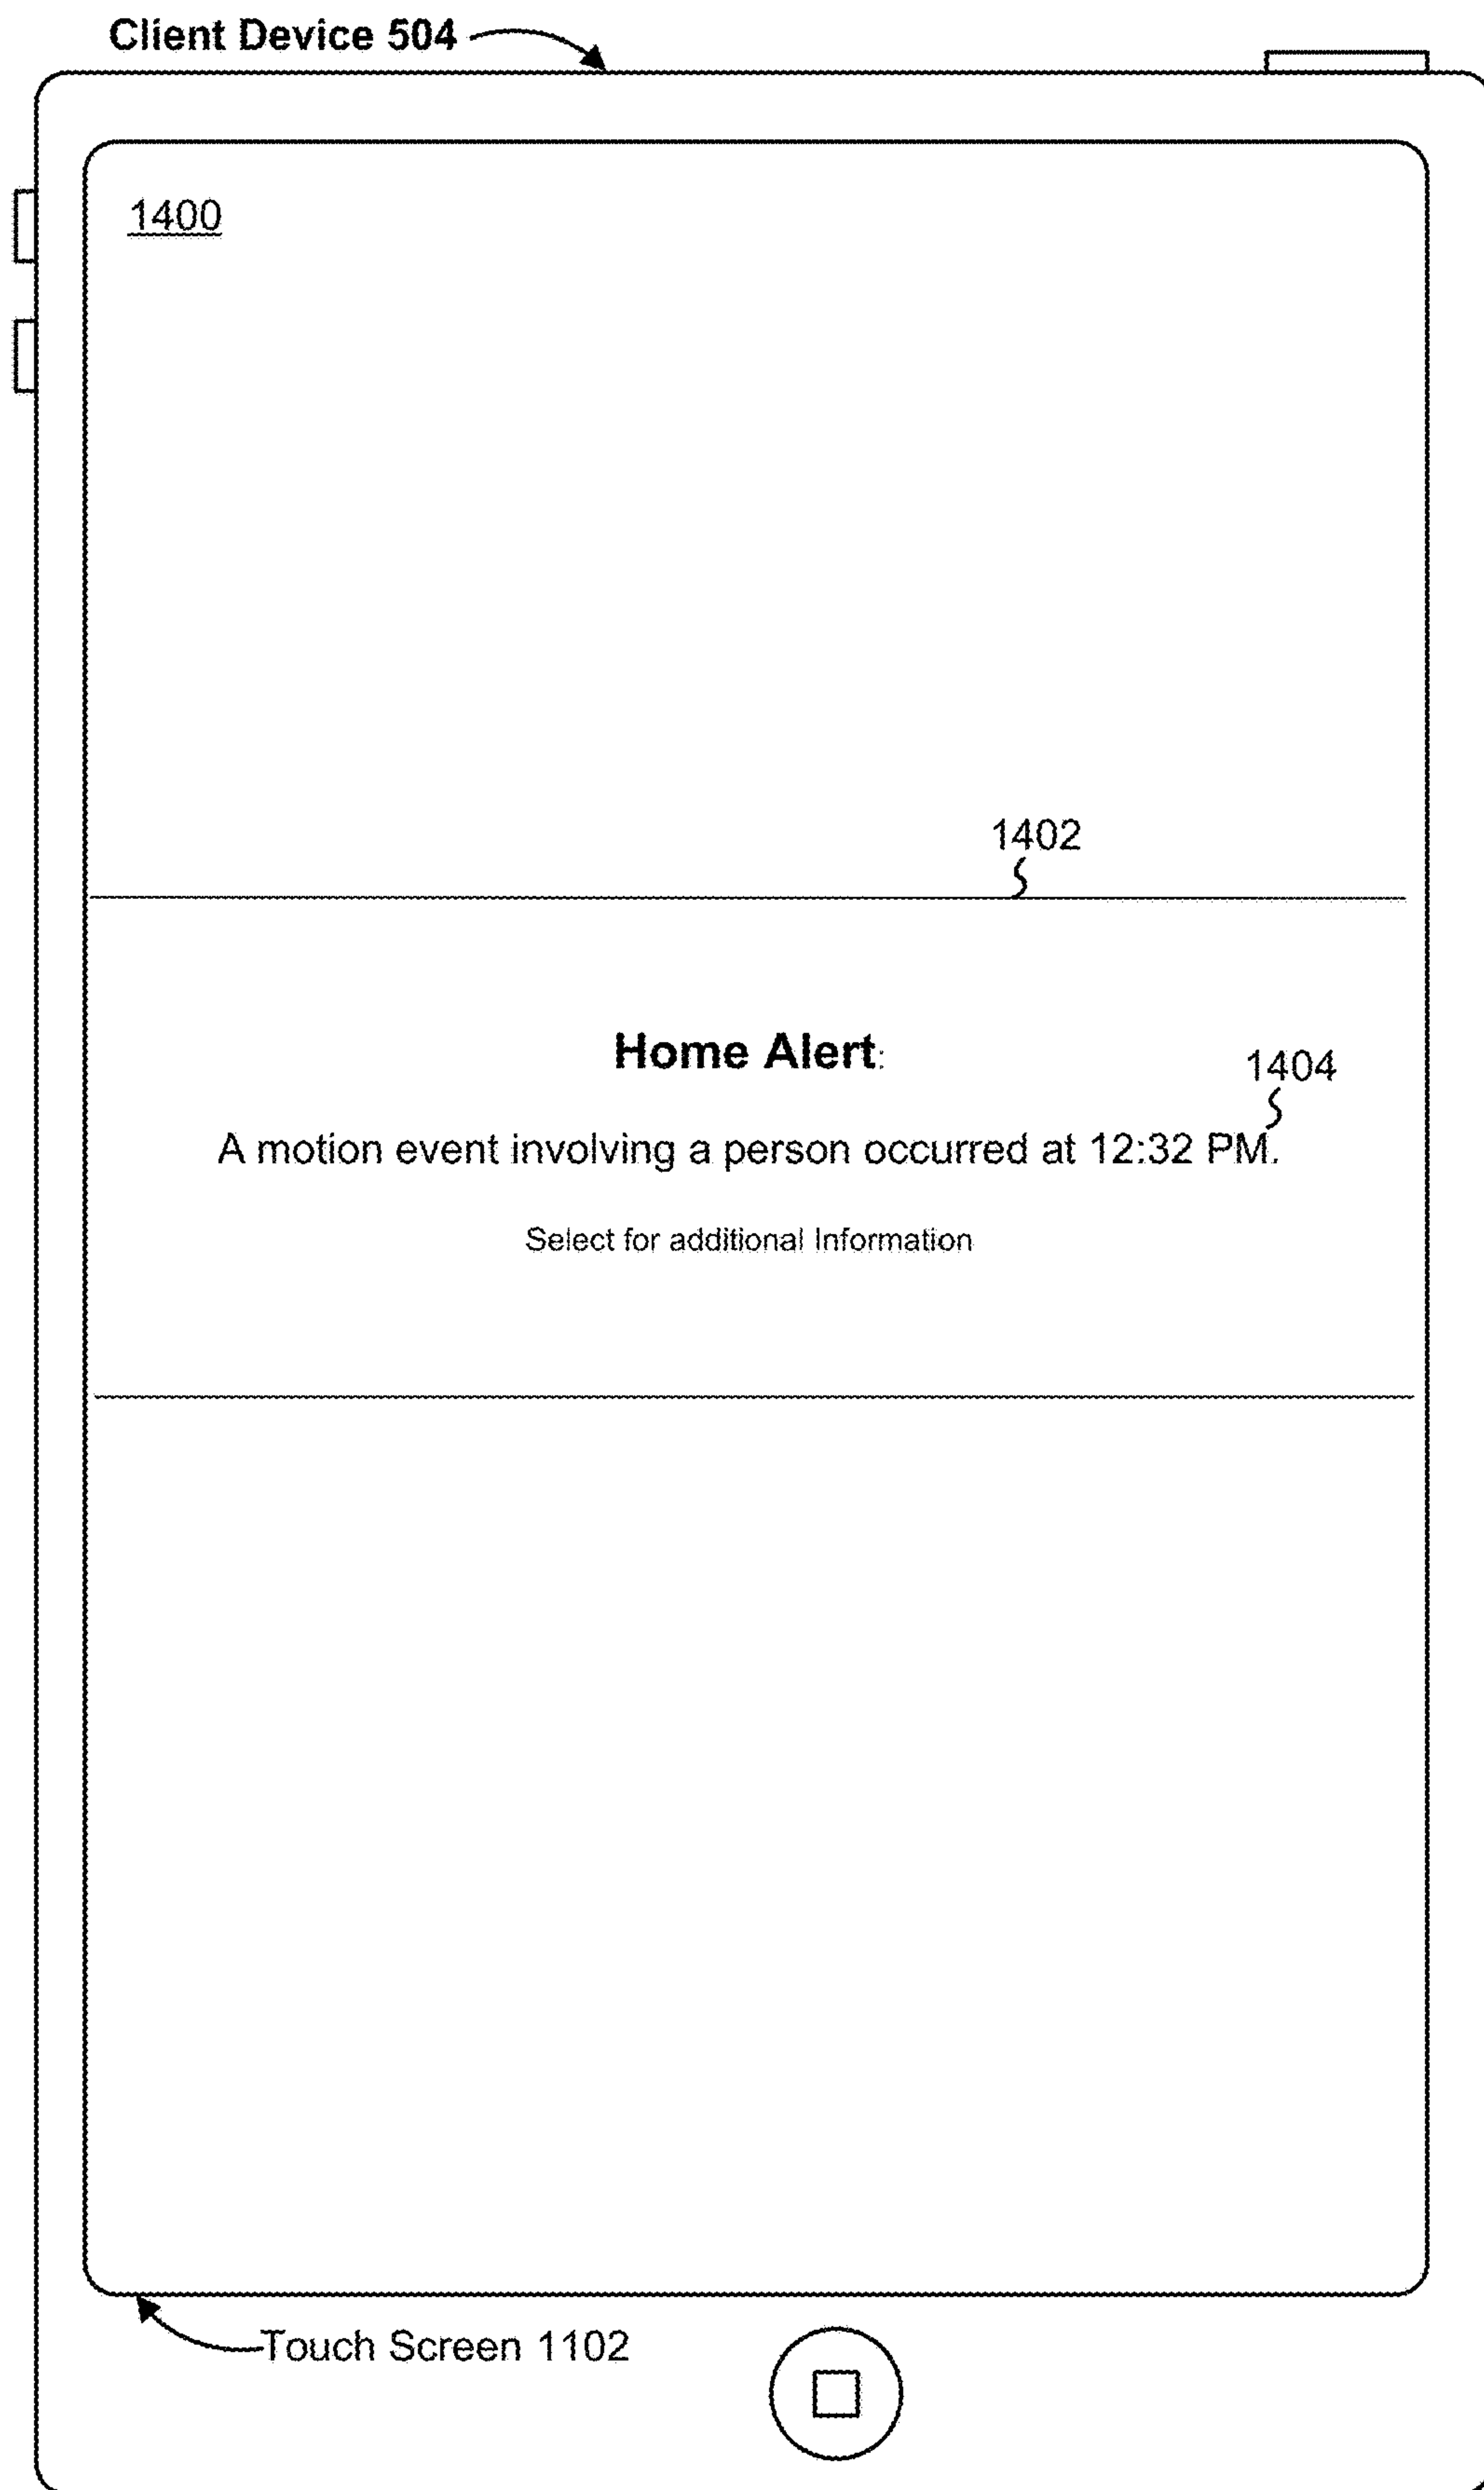 Client Device 504
1400
1402
Home Alert:
1404
A motion event involving a person occurred at 12:32 PM.
Select for additional Information
Touch Screen 1102